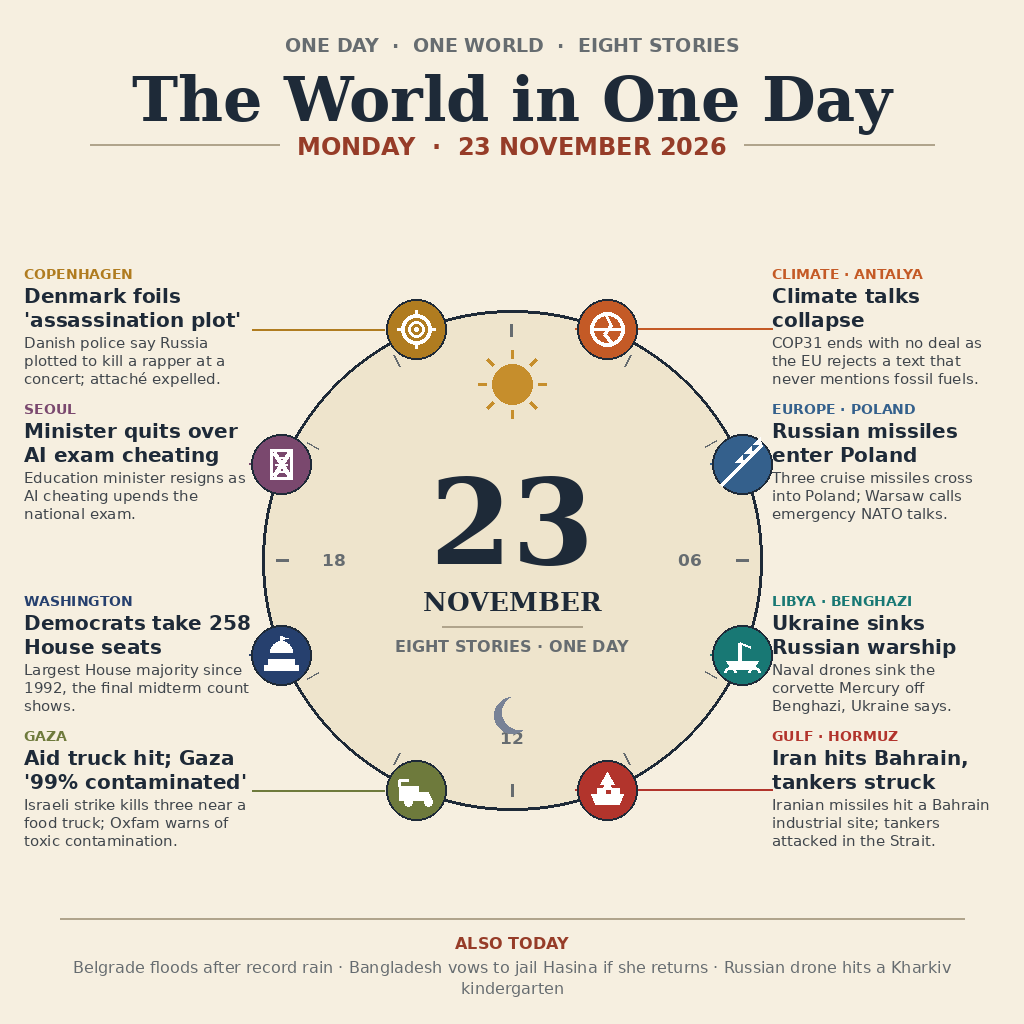 ONE DAY · ONE WORLD · EIGHT STORIES
The World in One Day
MONDAY · 23 NOVEMBER 2026
COPENHAGEN
Denmark foils
'assassination plot'
Danish police say Russia
plotted to kill a rapper at a
concert; attaché expelled.
CLIMATE · ANTALYA
Climate talks
collapse
COP31 ends with no deal as
the EU rejects a text that
never mentions fossil fuels.
SEOUL
Minister quits over
AI exam cheating
Education minister resigns as
AI cheating upends the
national exam.
EUROPE · POLAND
Russian missiles
enter Poland
Three cruise missiles cross
into Poland; Warsaw calls
emergency NATO talks.
18
23
06
NOVEMBER
EIGHT STORIES · ONE DAY
12
WASHINGTON
Democrats take 258
House seats
Largest House majority since
1992, the final midterm count
shows.
LIBYA · BENGHAZI
Ukraine sinks
Russian warship
Naval drones sink the
corvette Mercury off
Benghazi, Ukraine says.
GAZA
Aid truck hit; Gaza
'99% contaminated'
Israeli strike kills three near a
food truck; Oxfam warns of
toxic contamination.
GULF · HORMUZ
Iran hits Bahrain,
tankers struck
Iranian missiles hit a Bahrain
industrial site; tankers
attacked in the Strait.
ALSO TODAY
Belgrade floods after record rain · Bangladesh vows to jail Hasina if she returns · Russian drone hits a Kharkiv
kindergarten